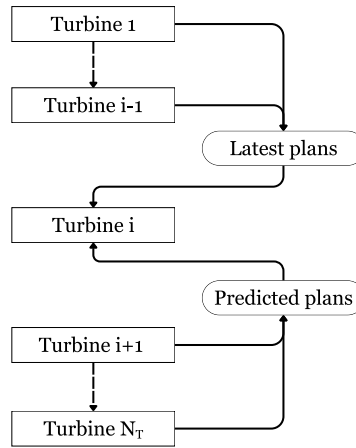 Turbine 1
Turbine i-1
Latest plans
Turbine i
Predicted plans
Turbine i+1
Turbine N_T